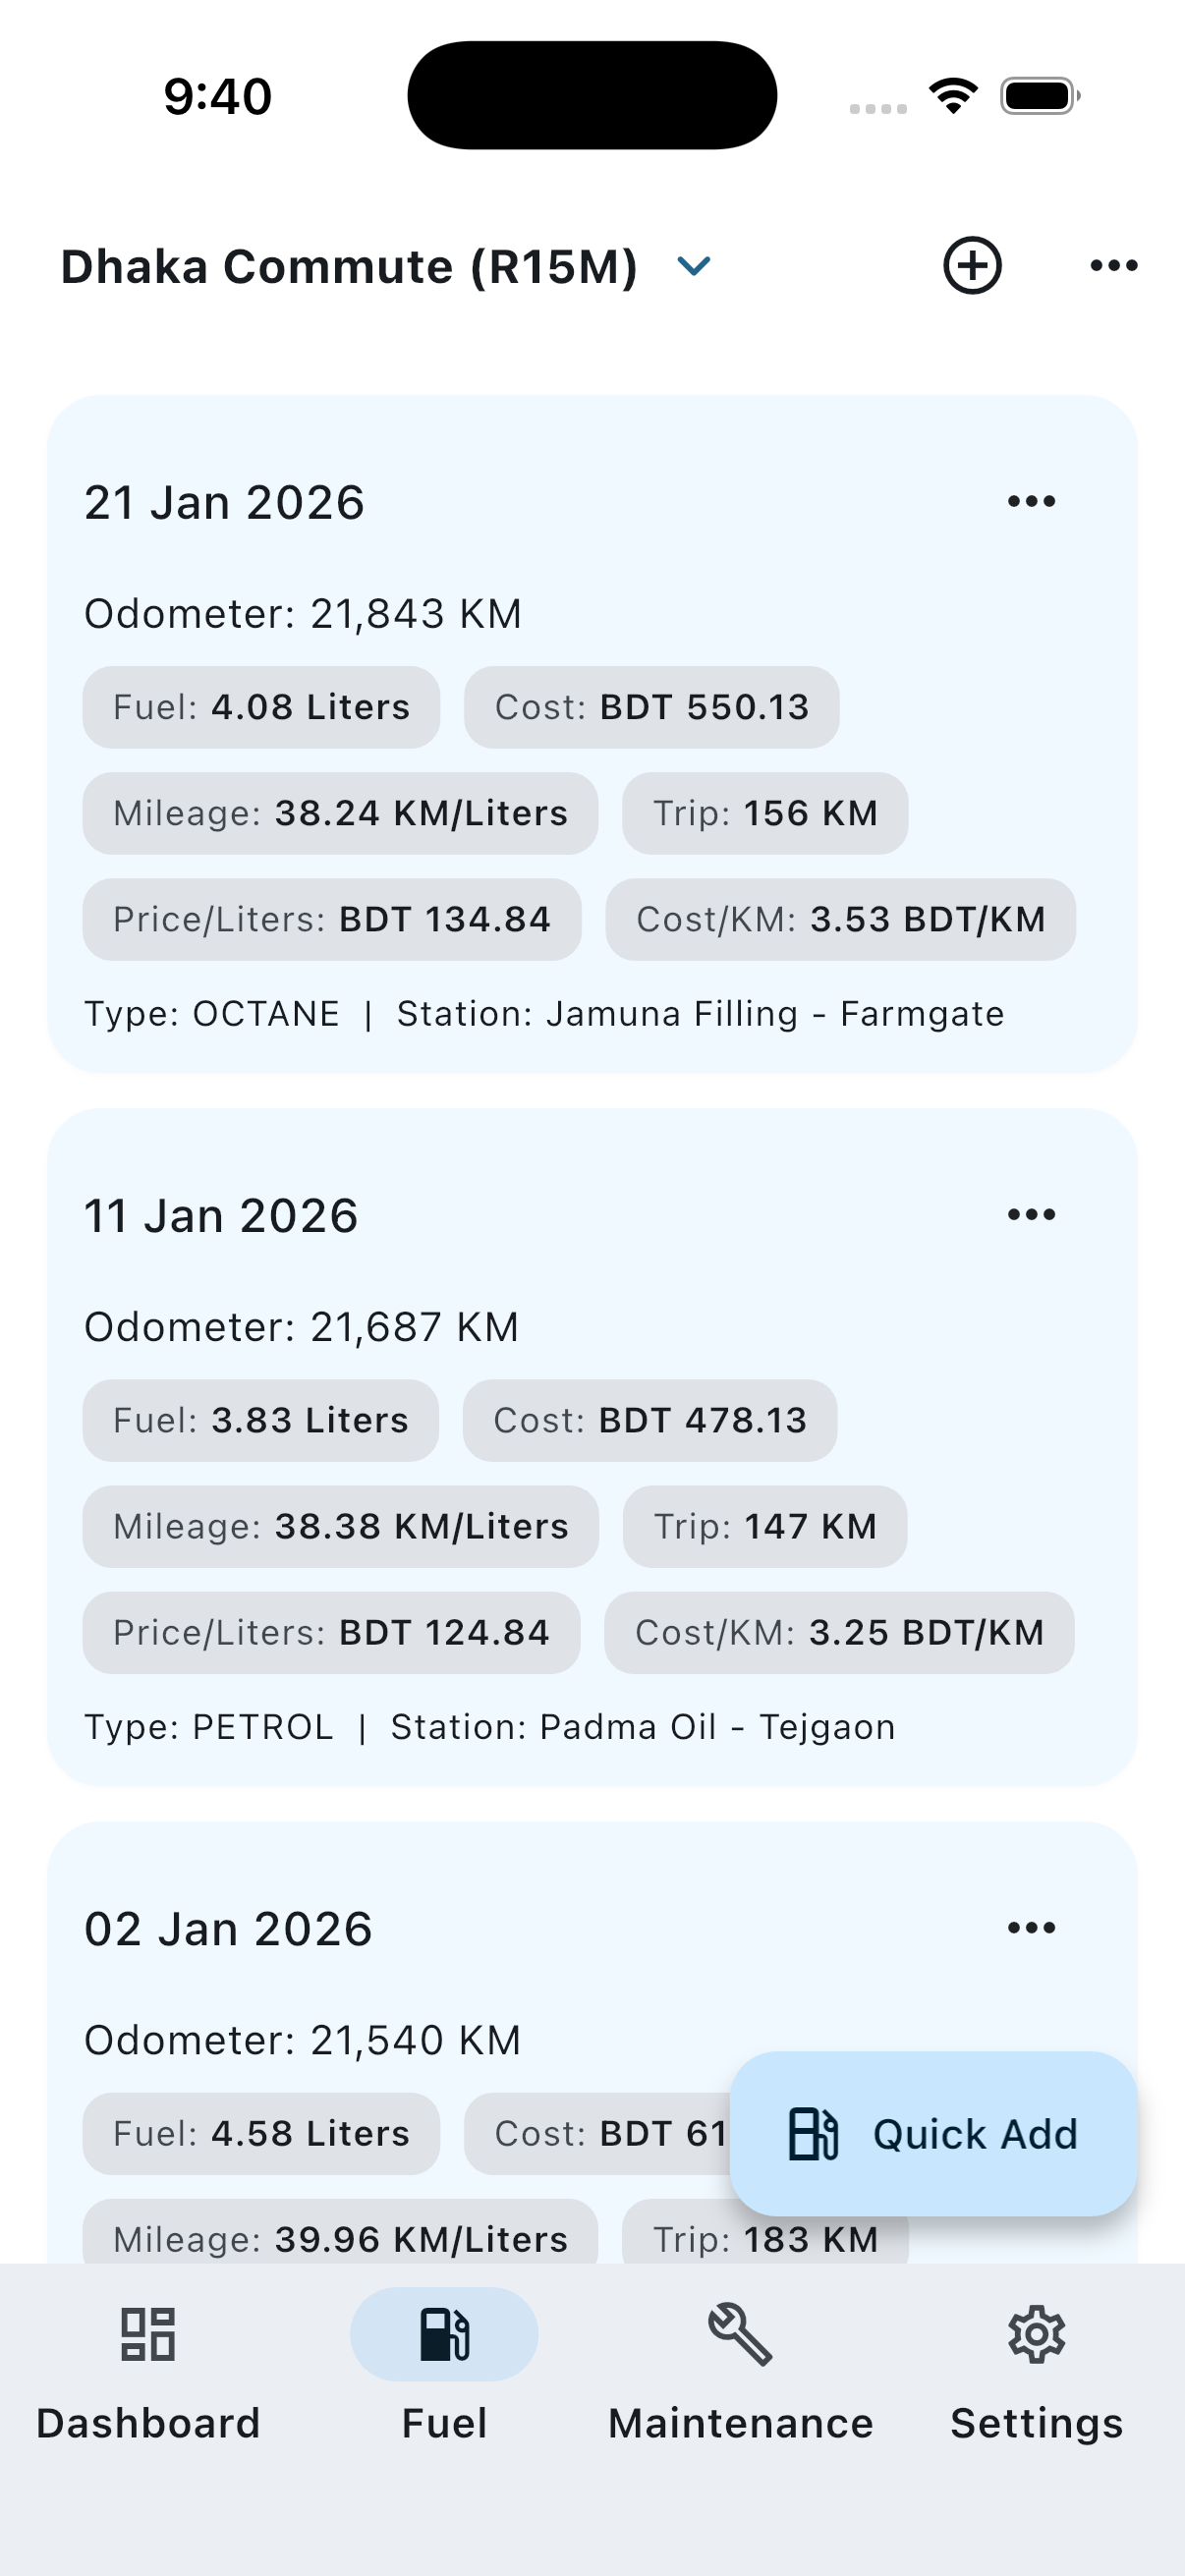 9:40
Dhaka Commute (R15M)
21 Jan 2026
Odometer: 21,843 KM
Fuel: 4.08 Liters Cost: BDT 550.13
Mileage: 38.24 KM/Liters Trip: 156 KM
Price/Liters: BDT 134.84 Cost/KM: 3.53 BDT/KM
Type: OCTANE | Station: Jamuna Filling - Farmgate
11 Jan 2026
Odometer: 21,687 KM
Fuel: 3.83 Liters Cost: BDT 478.13
Mileage: 38.38 KM/Liters Trip: 147 KM
Price/Liters: BDT 124.84 Cost/KM: 3.25 BDT/KM
Type: PETROL | Station: Padma Oil - Tejgaon
02 Jan 2026
Odometer: 21,540 KM
Fuel: 4.58 Liters Cost: BDT 61
Quick Add
Mileage: 39.96 KM/Liters Trip: 183 KM
Dashboard Fuel Maintenance Settings